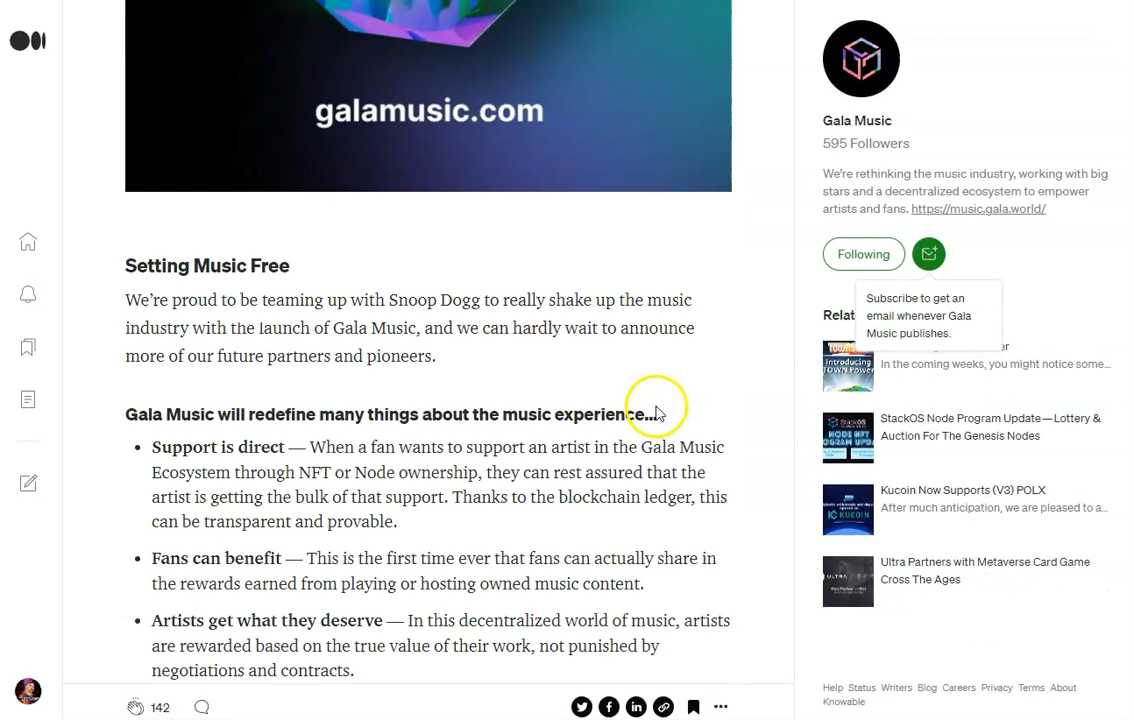 galamusic.com
Setting Music Free
We're proud to be teaming up with Snoop Dogg to really shake up the music
industry with the launch of Gala Music, and we can hardly wait to announce
more of our future partners and pioneers.
Gala Music will redefine many things about the music experience...
• Support is direct — When a fan wants to support an artist in the Gala Music
Ecosystem through NFT or Node ownership, they can rest assured that the
artist is getting the bulk of that support. Thanks to the blockchain ledger, this
can be transparent and provable.
• Fans can benefit — This is the first time ever that fans can actually share in
the rewards earned from playing or hosting owned music content.
• Artists get what they deserve — In this decentralized world of music, artists
are rewarded based on the true value of their work, not punished by
negotiations and contracts.
142
Gala Music
595 Followers
We're rethinking the music industry, working with big
stars and a decentralized ecosystem to empower
artists and fans. https://music.gala.world/
Following
Subscribe to get an
email whenever Gala
Music publishes.
Relat
er
In the coming weeks, you might notice some...
Introducing
TOWN Power
StackOS Node Program Update — Lottery &
Auction For The Genesis Nodes
Kucoin Now Supports (V3) POLX
After much anticipation, we are pleased to a...
Ultra Partners with Metaverse Card Game
Cross The Ages
Help Status Writers Blog Careers Privacy Terms About
Knowable